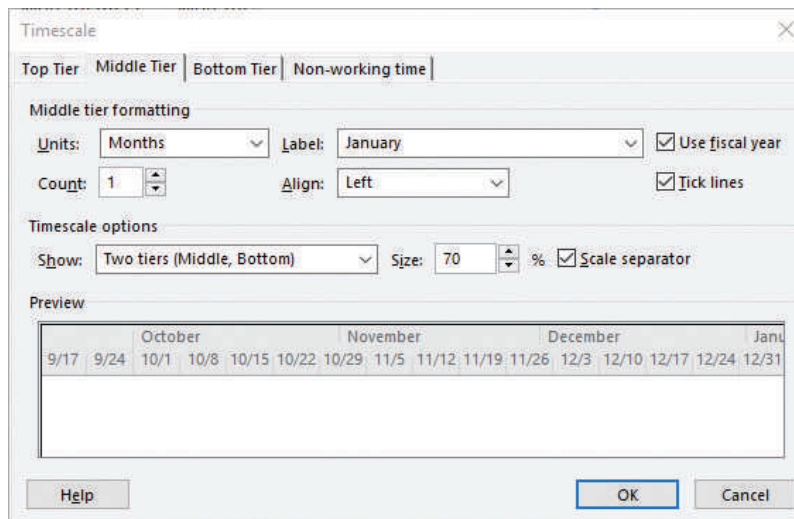 Timescale
Top Tier Middle Tier Bottom Tier Non-working time
Middle tier formatting
Units: Months Label: January Use fiscal year
Count: 1 Align: Left Tick lines
Timescale options
Show: Two tiers (Middle, Bottom) Size: 70 % Scale separator
Preview
October November December Janu
9/17 9/24 10/1 10/8 10/15 10/22 10/29 11/5 11/12 11/19 11/26 12/3 12/10 12/17 12/24 12/31
Help OK Cancel